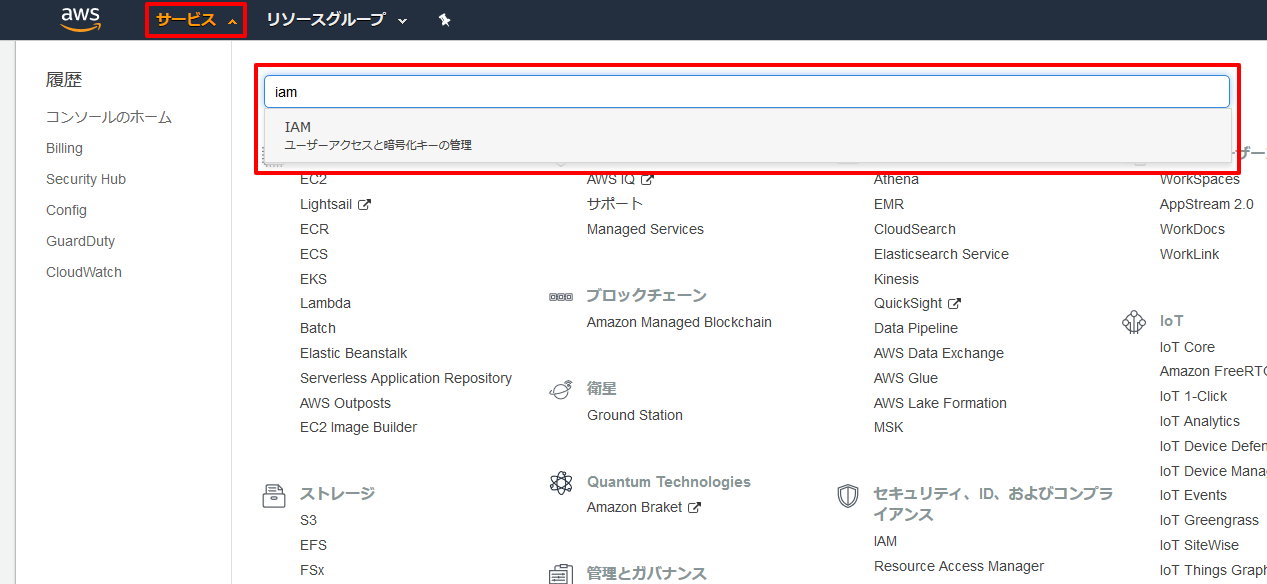 aws サービス リソースグループ
履歴
コンソールのホーム
Billing
Security Hub
Config
GuardDuty
CloudWatch
iam
IAM
ユーザーアクセスと暗号化キーの管理
EC2
Lightsail
ECR
ECS
EKS
Lambda
Batch
Elastic Beanstalk
Serverless Application Repository
AWS Outposts
EC2 Image Builder
ストレージ
S3
EFS
FSx
AWS IQ
サポート
Managed Services
ブロックチェーン
Amazon Managed Blockchain
衛星
Ground Station
Quantum Technologies
Amazon Braket
管理とガバナンス
Athena
EMR
CloudSearch
Elasticsearch Service
Kinesis
QuickSight
Data Pipeline
AWS Data Exchange
AWS Glue
AWS Lake Formation
MSK
セキュリティ、ID、およびコンプラ
イアンス
IAM
Resource Access Manager
ザー
WorkSpaces
AppStream 2.0
WorkDocs
WorkLink
IoT
IoT Core
Amazon FreeRTO
IoT 1-Click
IoT Analytics
IoT Device Defen
IoT Device Mana
IoT Events
IoT Greengrass
IoT SiteWise
IoT Things Graph